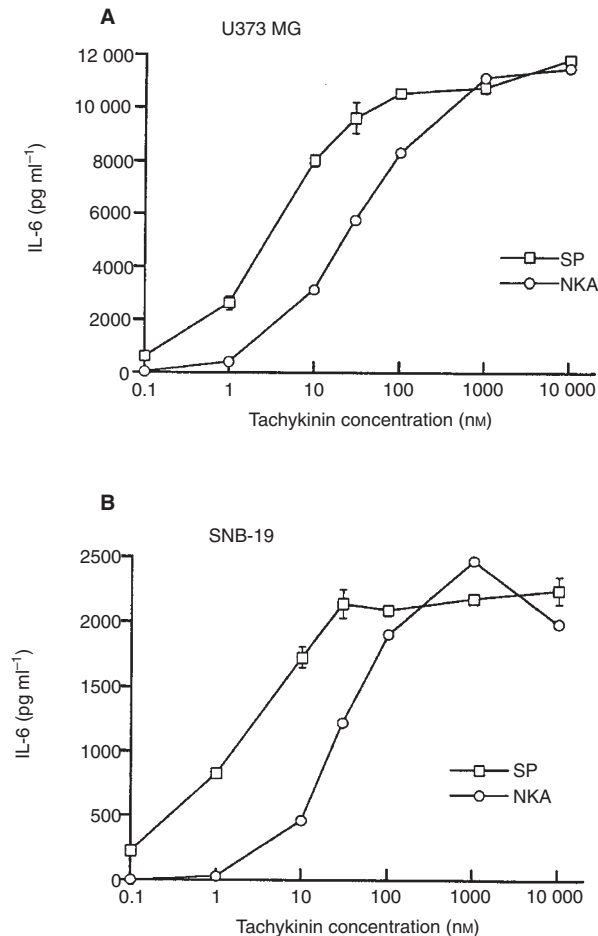 A
U373 MG
12 000
10 000
8000
6000
4000
2000
0
IL-6 (pg ml⁻¹)
SP
NKA
0.1 1 10 100 1000 10 000
Tachykinin concentration (nM)
B
SNB-19
2500
2000
1500
1000
500
0
IL-6 (pg ml⁻¹)
SP
NKA
0.1 1 10 100 1000 10 000
Tachykinin concentration (nM)